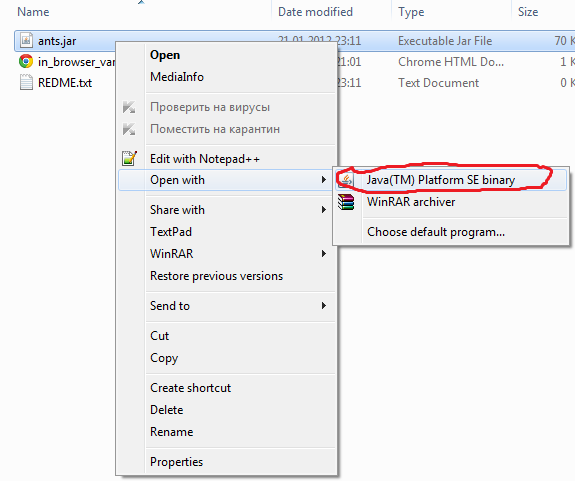 Name Date modified Type Size
ants.jar 21.01.2012 23:11 Executable Jar File 70 K
in_browser_var 21:01 Chrome HTML Do... 1 K
REDME.txt 23:11 Text Document 0 K
Open
MediaInfo
Проверить на вирусы
Поместить на карантин
Edit with Notepad++
Open with
Java(TM) Platform SE binary
WinRAR archiver
Choose default program...
Share with
TextPad
WinRAR
Restore previous versions
Send to
Cut
Copy
Create shortcut
Delete
Rename
Properties